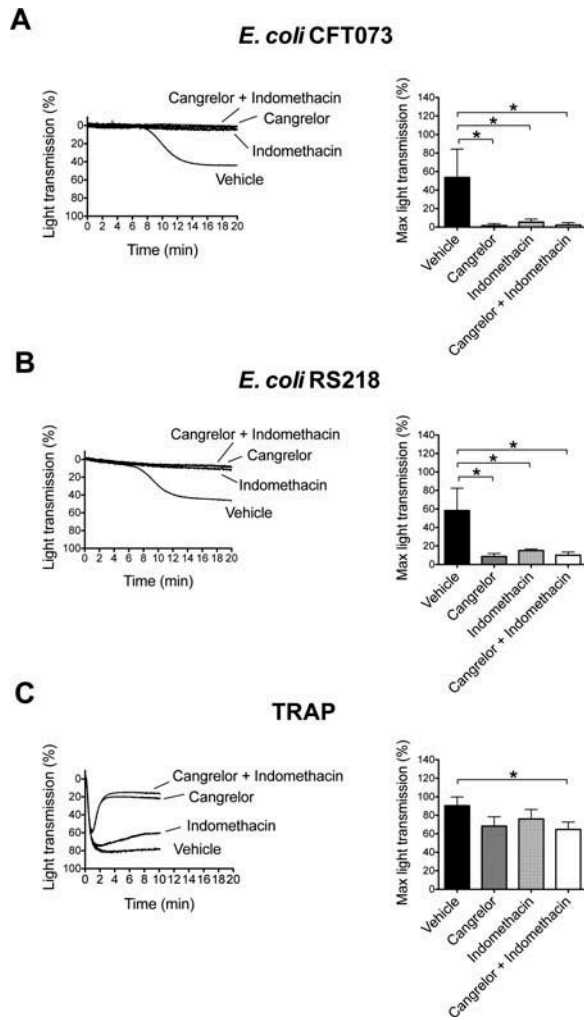 A
E. coli CFT073
Light transmission (%)
0
20
40
60
80
100
0 2 4 6 8 10 12 14 16 18 20
Time (min)
Cangrelor + Indomethacin
Cangrelor
Indomethacin
Vehicle
Max light transmission (%)
140
120
100
80
60
40
20
0
* 
*
*
Vehicle
Cangrelor
Indomethacin
Cangrelor + Indomethacin
B
E. coli RS218
Light transmission (%)
0
20
40
60
80
100
0 2 4 6 8 10 12 14 16 18 20
Time (min)
Cangrelor + Indomethacin
Cangrelor
Indomethacin
Vehicle
Max light transmission (%)
140
120
100
80
60
40
20
0
*
*
*
Vehicle
Cangrelor
Indomethacin
Cangrelor + Indomethacin
C
TRAP
Light transmission (%)
0
20
40
60
80
100
0 2 4 6 8 10 12 14 16 18 20
Time (min)
Cangrelor + Indomethacin
Cangrelor
Indomethacin
Vehicle
Max light transmission (%)
140
120
100
80
60
40
20
0
*
Vehicle
Cangrelor
Indomethacin
Cangrelor + Indomethacin